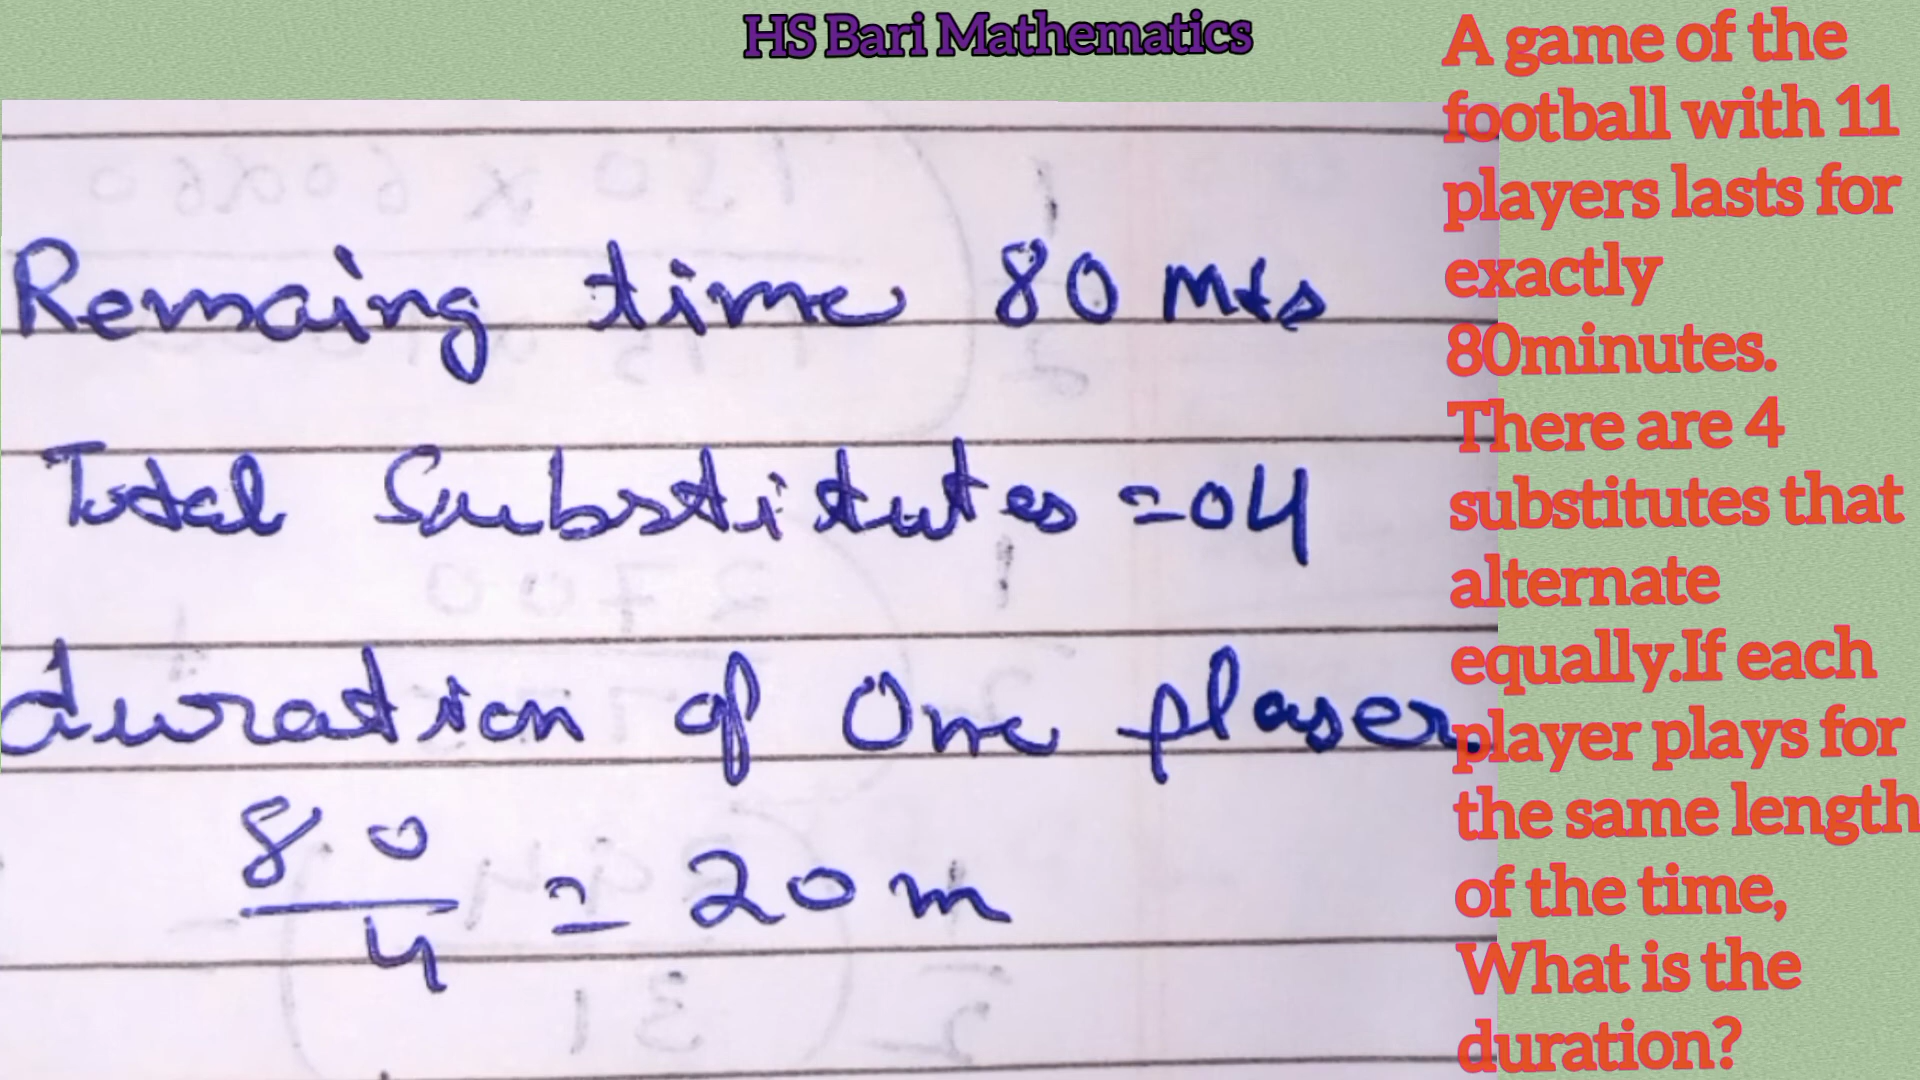 HS Bari Mathematics
Remaing time 80 mts
Total Substitutes = 04
duration of One player
80
4
= 20 m
A game of the
football with 11
players lasts for
exactly
80minutes.
There are 4
substitutes that
alternate
equally.If each
player plays for
the same length
of the time,
What is the
duration?